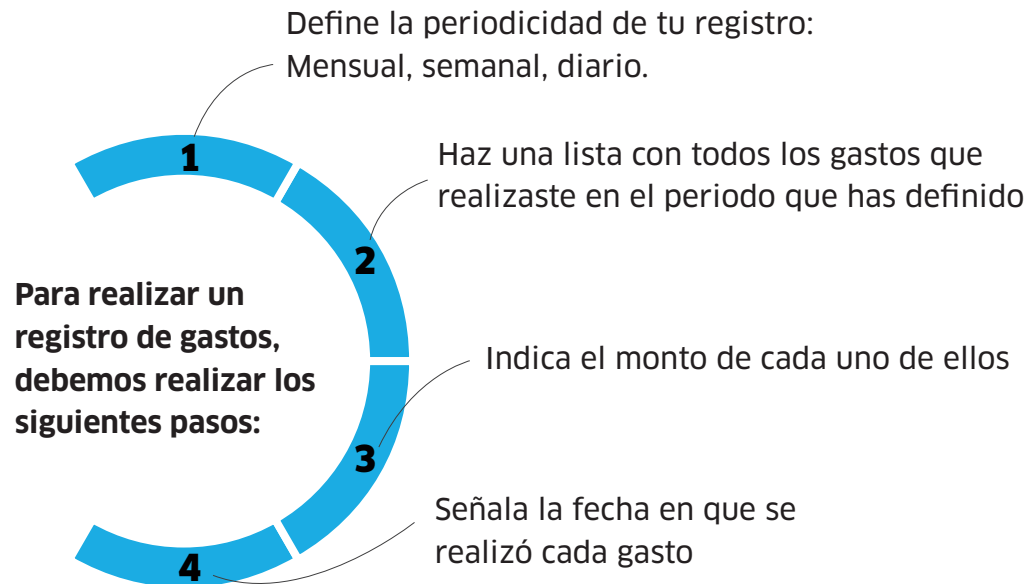 Para realizar un
registro de gastos,
debemos realizar los
siguientes pasos:
1
Define la periodicidad de tu registro:
Mensual, semanal, diario.
2
Haz una lista con todos los gastos que
realizaste en el periodo que has definido
3
Indica el monto de cada uno de ellos
4
Señala la fecha en que se
realizó cada gasto